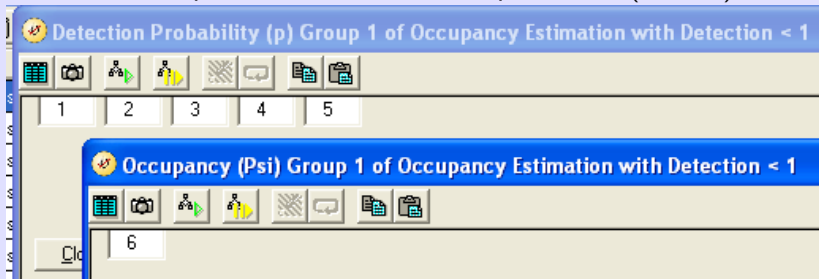 Detection Probability (p) Group 1 of Occupancy Estimation with Detection < 1
1 2 3 4 5
Occupancy (Psi) Group 1 of Occupancy Estimation with Detection < 1
6